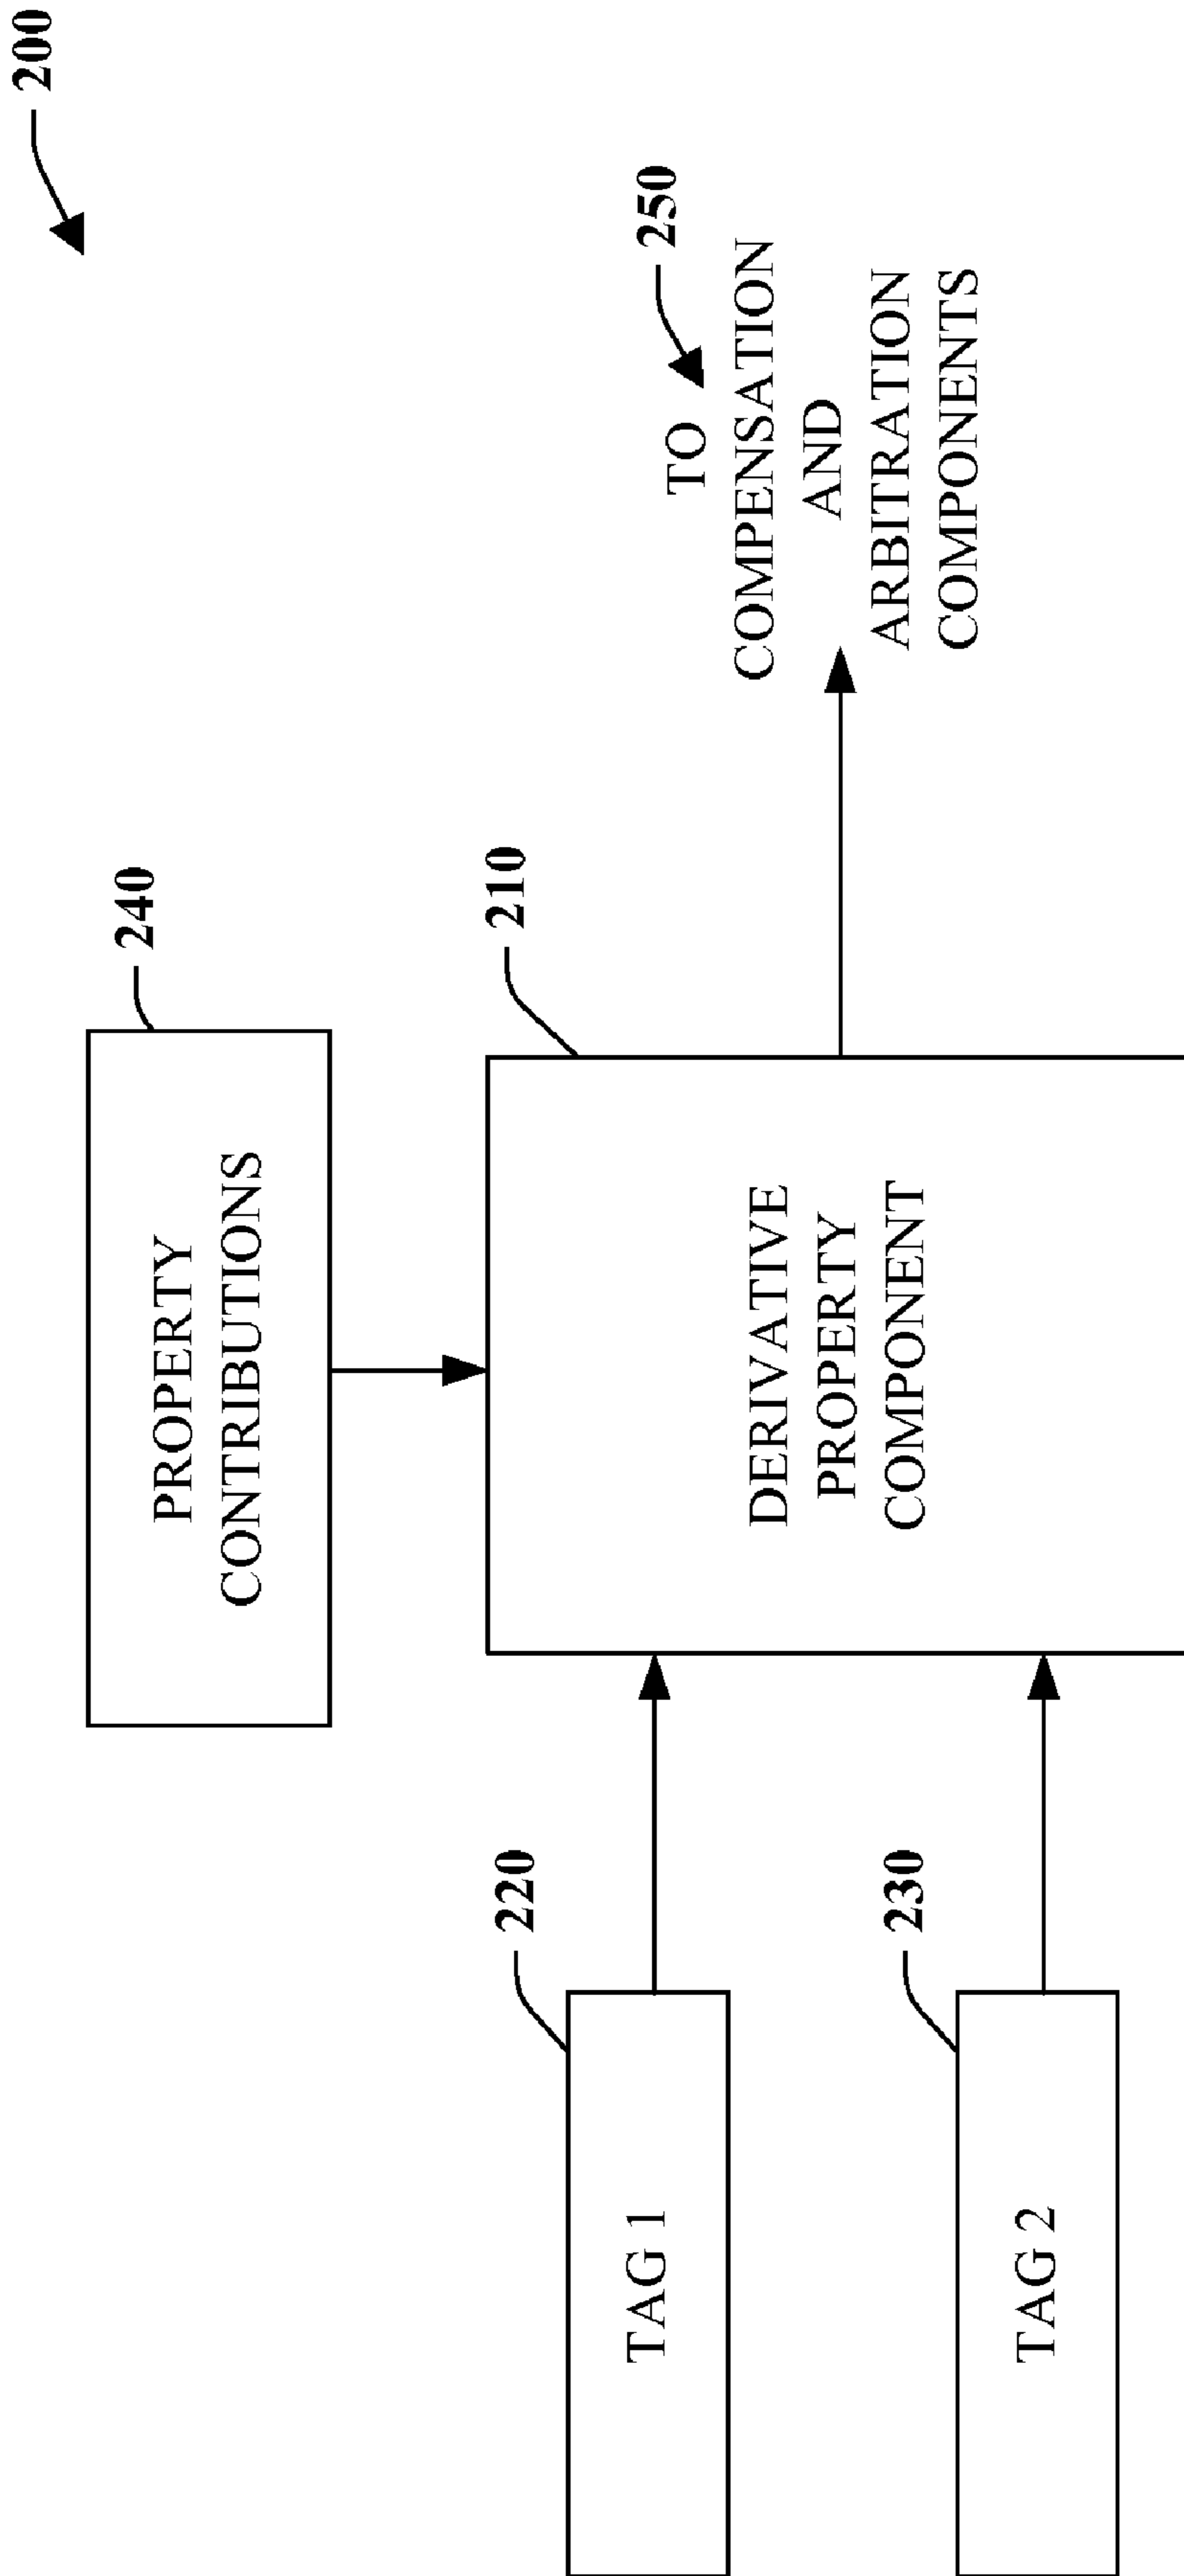 200
240
PROPERTY
CONTRIBUTIONS
250
TO
COMPENSATION
AND
ARBITRATION
COMPONENTS
210
DERIVATIVE
PROPERTY
COMPONENT
220
TAG 1
230
TAG 2